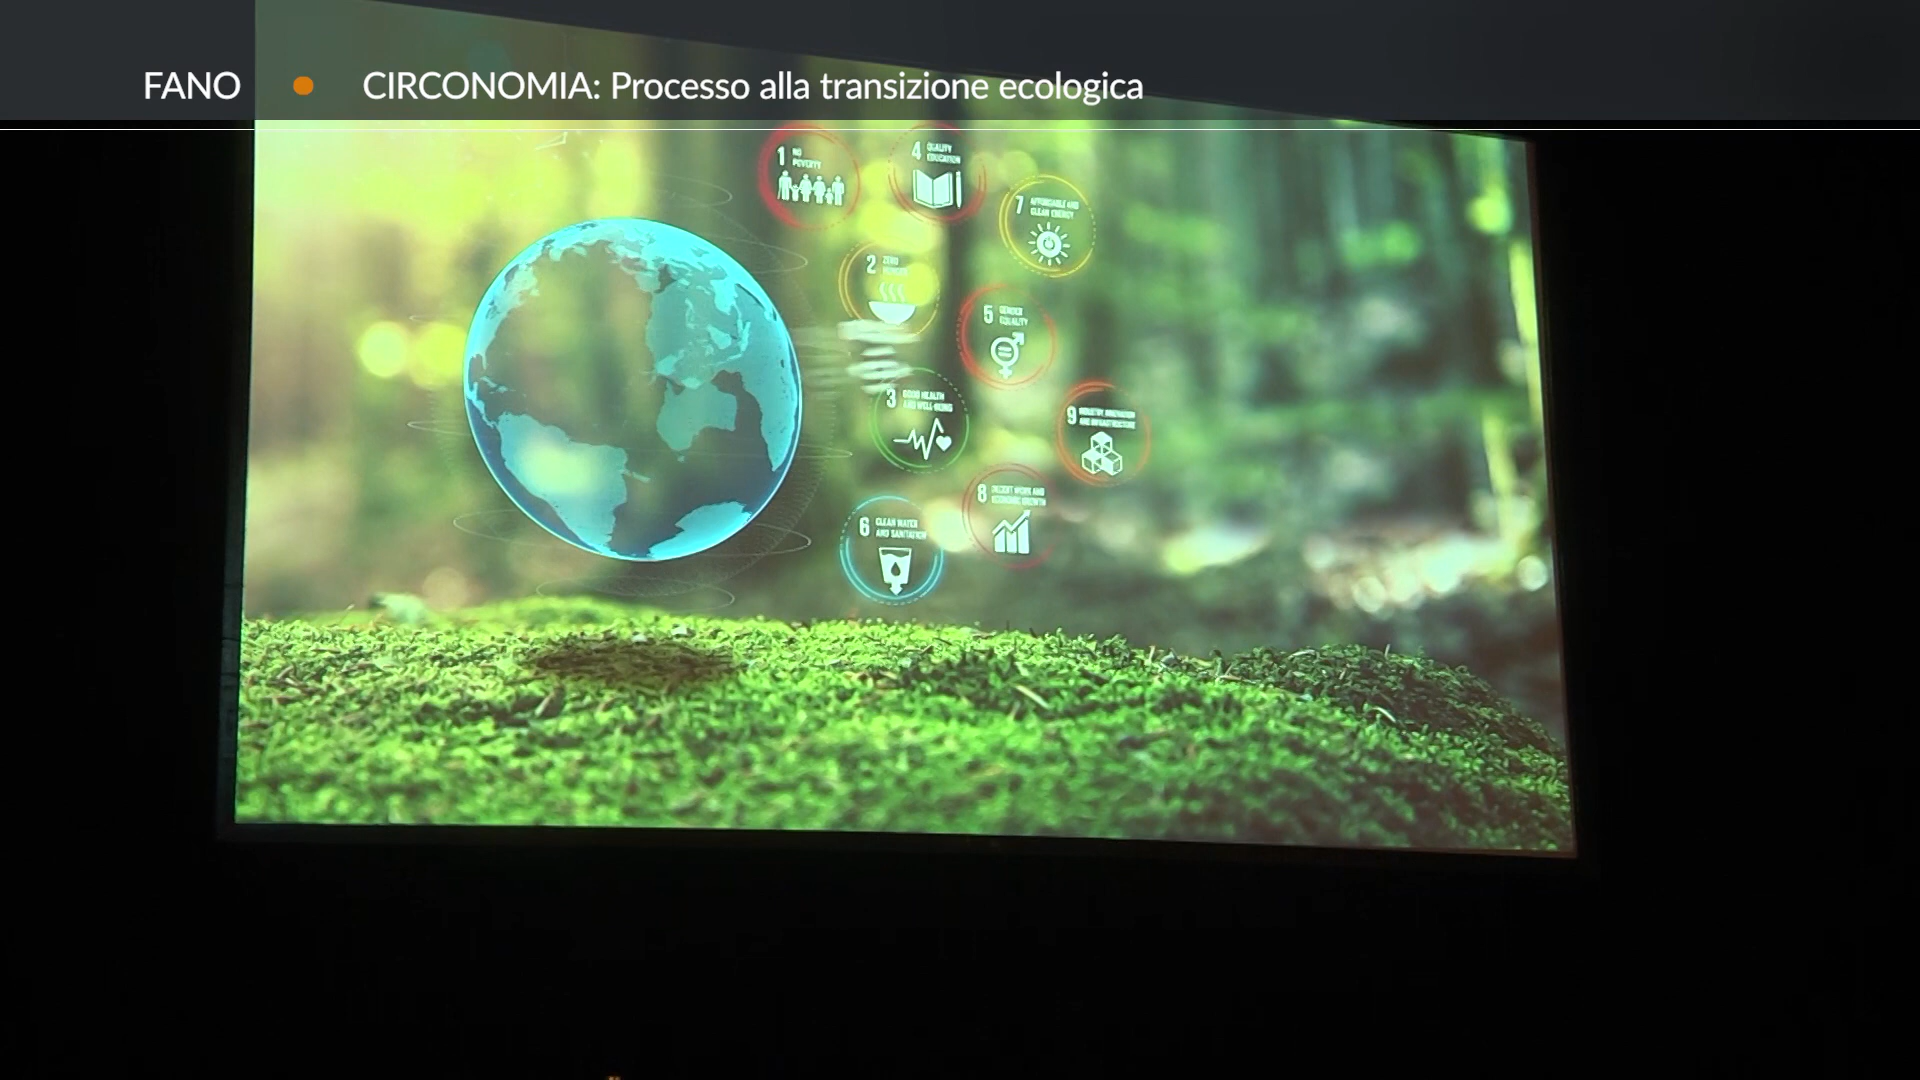 FANO • CIRCONOMIA: Processo alla transizione ecologica
1 NO
POVERTY
4 QUALITY
EDUCATION
7 AFFORDABLE AND
CLEAN ENERGY
2 ZERO
5 GENDER
EQUALITY
3 GOOD HEALTH
AND WELL-BEING
9 INDUSTRY, INNOVATION
AND INFRASTRUCTURE
8 DECENT WORK AND
ECONOMIC GROWTH
6 CLEAN WATER
AND SANITATION